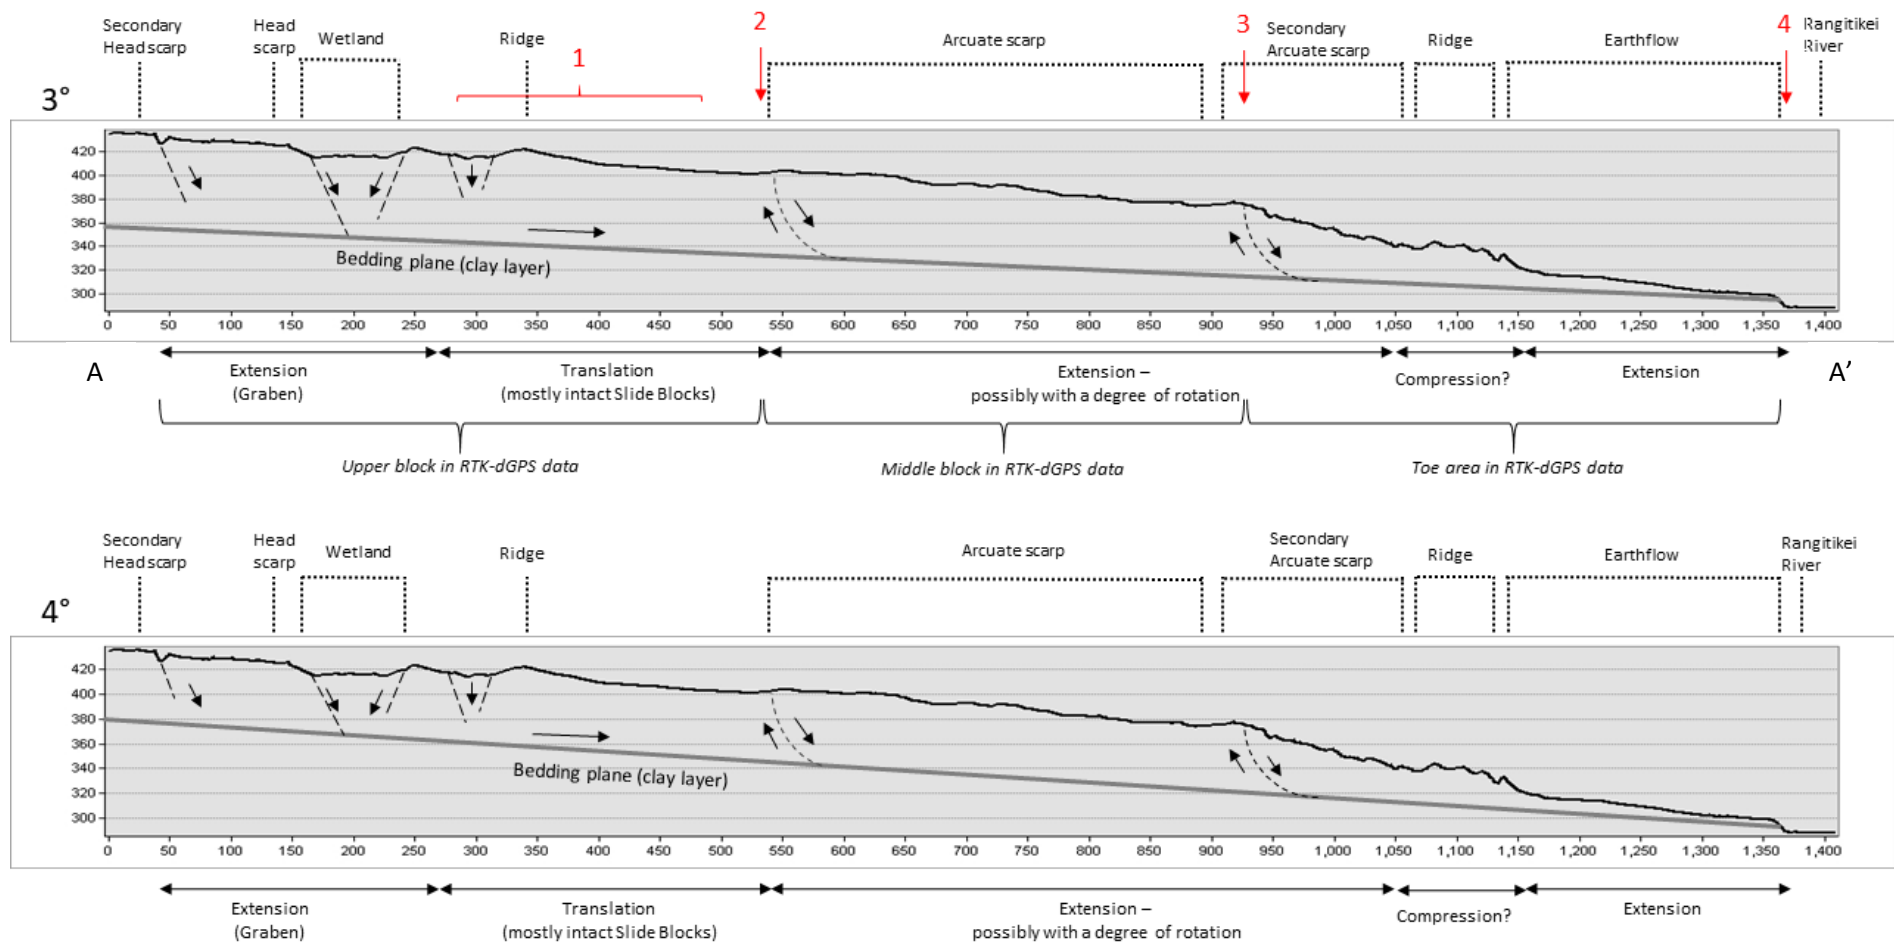 Secondary
Head scarp
Head
scarp
Wetland
Ridge
1
2
Arcuate scarp
3
Secondary
Arcuate scarp
Ridge
Earthflow
4
Rangitikei
River
3°
420
400
380
360
340
320
300
Bedding plane (clay layer)
0 50 100 150 200 250 300 350 400 450 500 550 600 650 700 750 800 850 900 950 1,000 1,050 1,100 1,150 1,200 1,250 1,300 1,350 1,400
A
Extension
(Graben)
Translation
(mostly intact Slide Blocks)
Extension –
possibly with a degree of rotation
Compression?
Extension
A’
Upper block in RTK-dGPS data
Middle block in RTK-dGPS data
Toe area in RTK-dGPS data
Secondary
Head scarp
Head
scarp
Wetland
Ridge
Arcuate scarp
Secondary
Arcuate scarp
Ridge
Earthflow
Rangitikei
River
4°
420
400
380
360
340
320
300
Bedding plane (clay layer)
0 50 100 150 200 250 300 350 400 450 500 550 600 650 700 750 800 850 900 950 1,000 1,050 1,100 1,150 1,200 1,250 1,300 1,350 1,400
Extension
(Graben)
Translation
(mostly intact Slide Blocks)
Extension –
possibly with a degree of rotation
Compression?
Extension